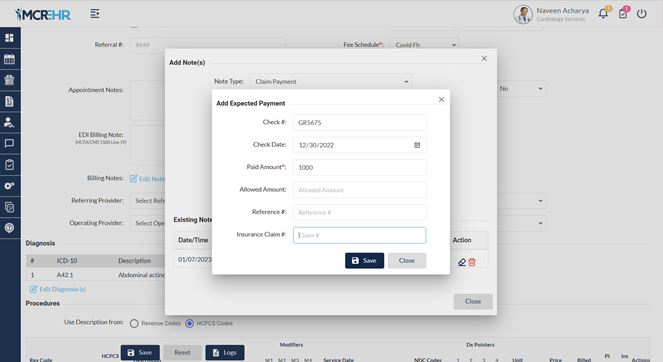 MCREHR
Naveen Acharya
Cardiology Services
Referral #:
####
Fee Schedule*:
Covid Fh
Add Note(s)
Note Type:
Claim Payment
Appointment Notes:
No
Add Expected Payment
Check #:
GR5675
Check Date:
12/30/2022
Paid Amount*:
1000
Allowed Amount:
Allowed Amount
Reference #:
Reference #
Insurance Claim #:
Claim #
Save
Close
EDI Billing Note:
(HCFA/CMS 1500 Line 19)
Billing Notes:
Edit Note
Referring Provider:
Select Refe
Operating Provider:
Select Ope
Existing Note
Date/Time
Action
01/07/2023
Close
Diagnosis
#
ICD-10
Description
1
A42.1
Abdominal actino
Edit Diagnosis (s)
Procedures
Use Description from:
Revenue Codes
HCPCS Codes
HCPCS
Modifiers
Dx Pointers
Rev Code
M1 M2 M3 M4
Service Date
NDC Codes
1 2 3 4
Unit
Price
Billed
Pt
Ins
Actions
Save
Reset
Logs